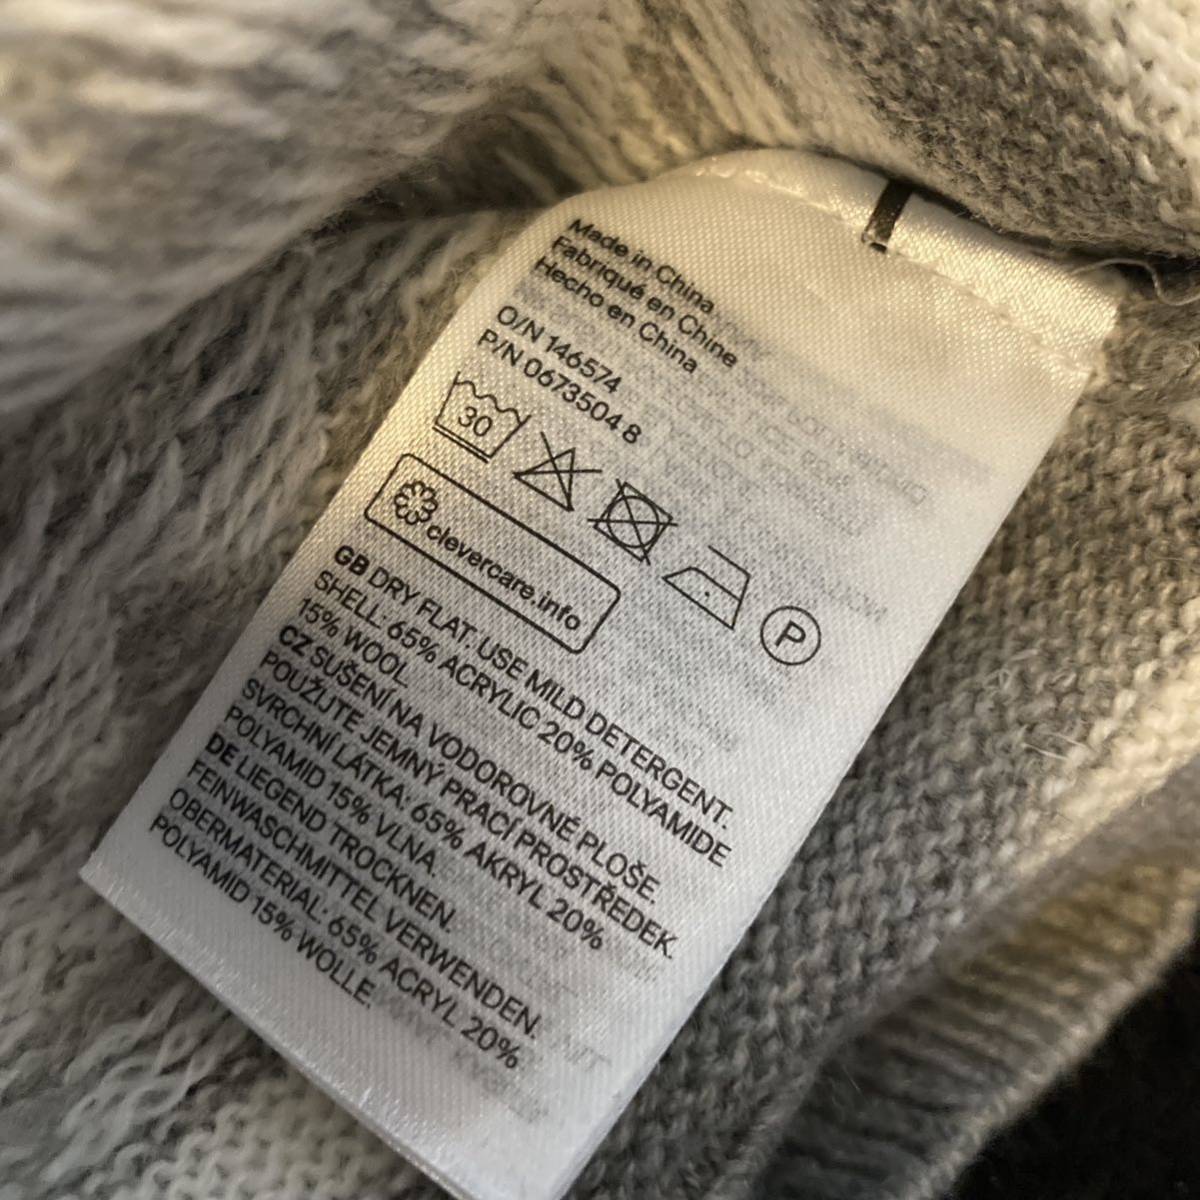 Made in China
Fabriqué en Chine
Hecho en China
O/N 146574
P/N 0673504 8
30
P
clevercare.info
GB DRY FLAT. USE MILD DETERGENT.
SHELL: 65% ACRYLIC 20% POLYAMIDE
15% WOOL
CZ SUŠENÍ NA VODOROVNÉ PLOŠE.
POUŽIJTE JEMNÝ PRACÍ PROSTŘEDEK.
SVRCHNÍ LÁTKA: 65% AKRYL 20%
POLYAMID 15% VLNA.
DE LIEGEND TROCKNEN.
FEINWASCHMITTEL VERWENDEN.
OBERMATERIAL: 65% ACRYL 20%
POLYAMID 15% WOLLE.